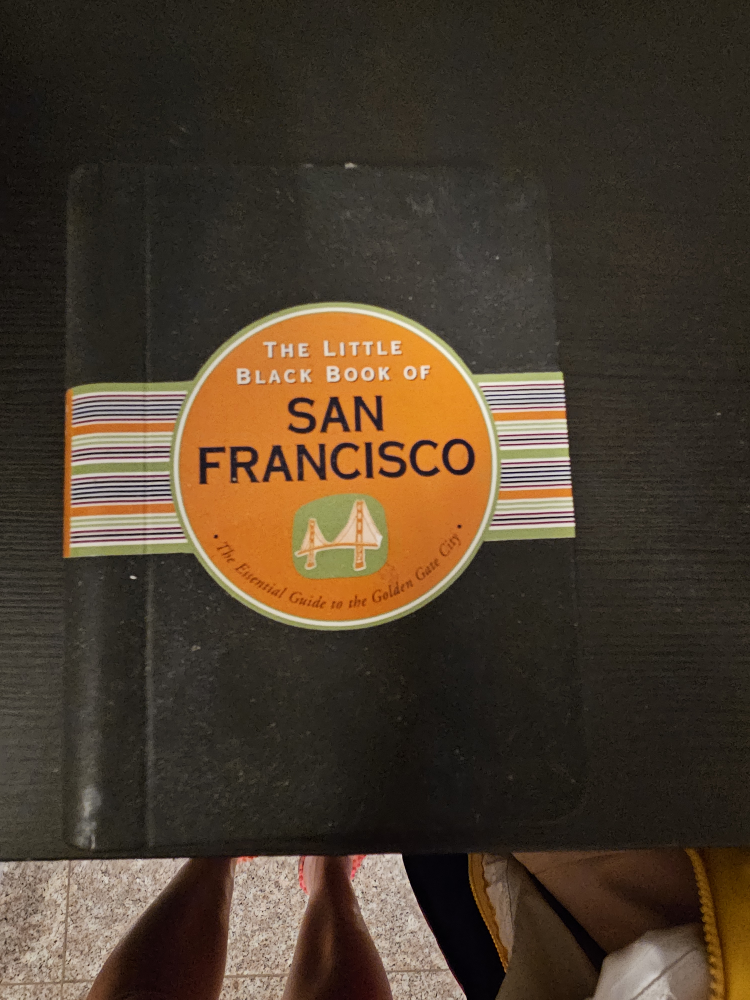 The Little
Black Book of
SAN
FRANCISCO
• The Essential Guide to the Golden Gate City •